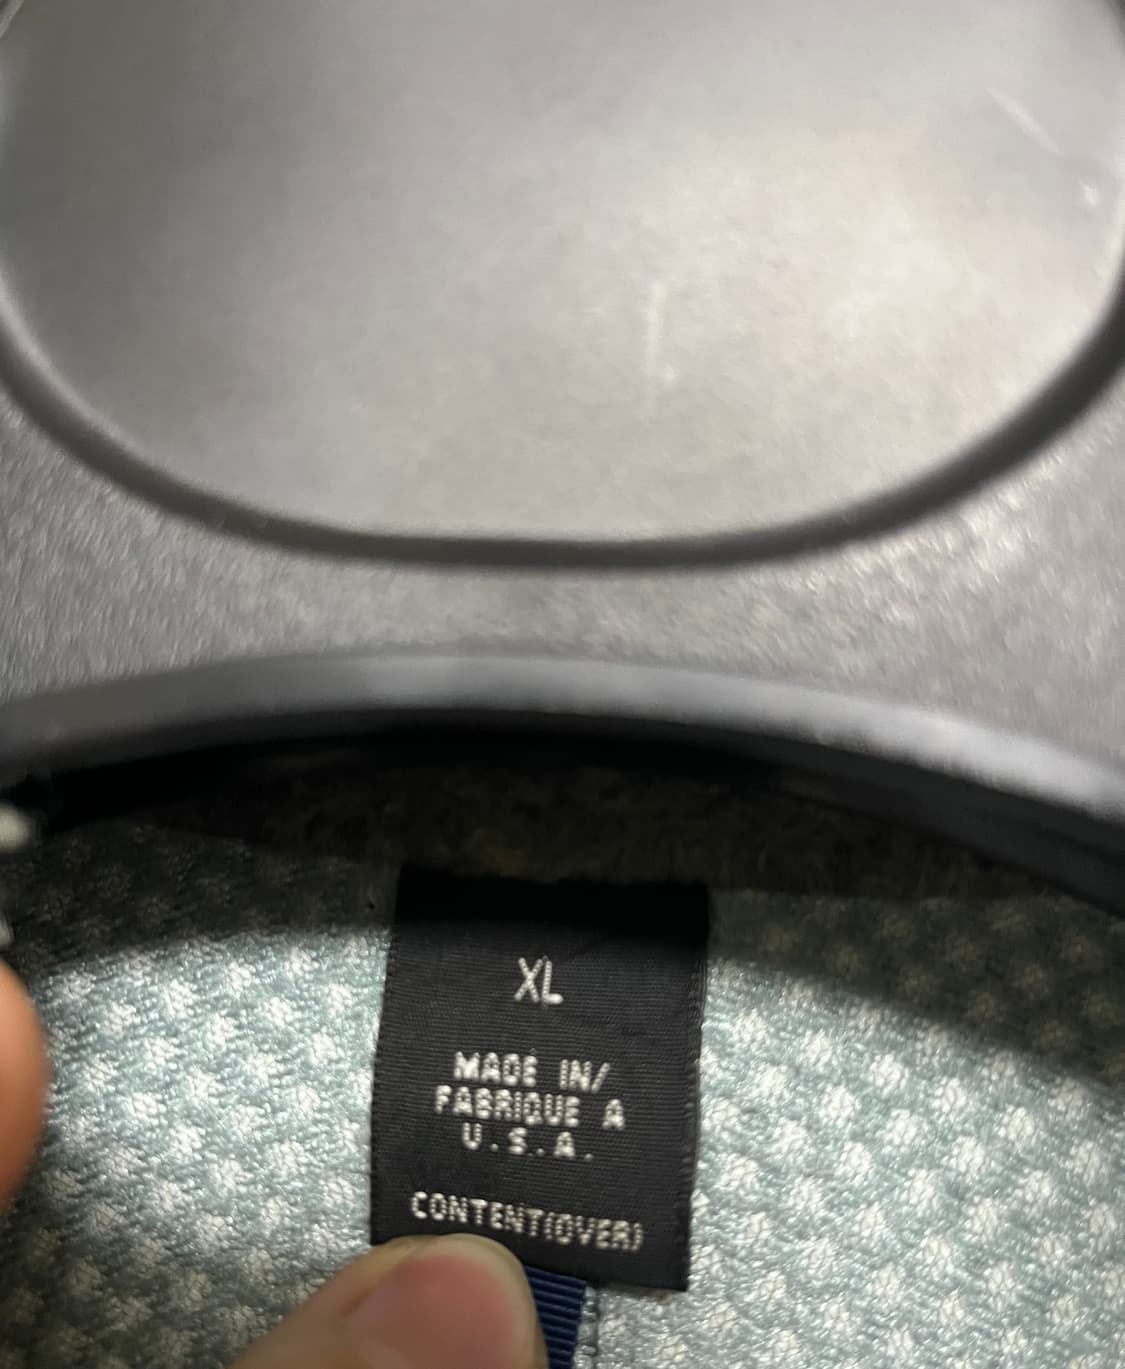 XL
MADE IN/
FABRIQUE A
U.S.A.
CONTENT(OVER)